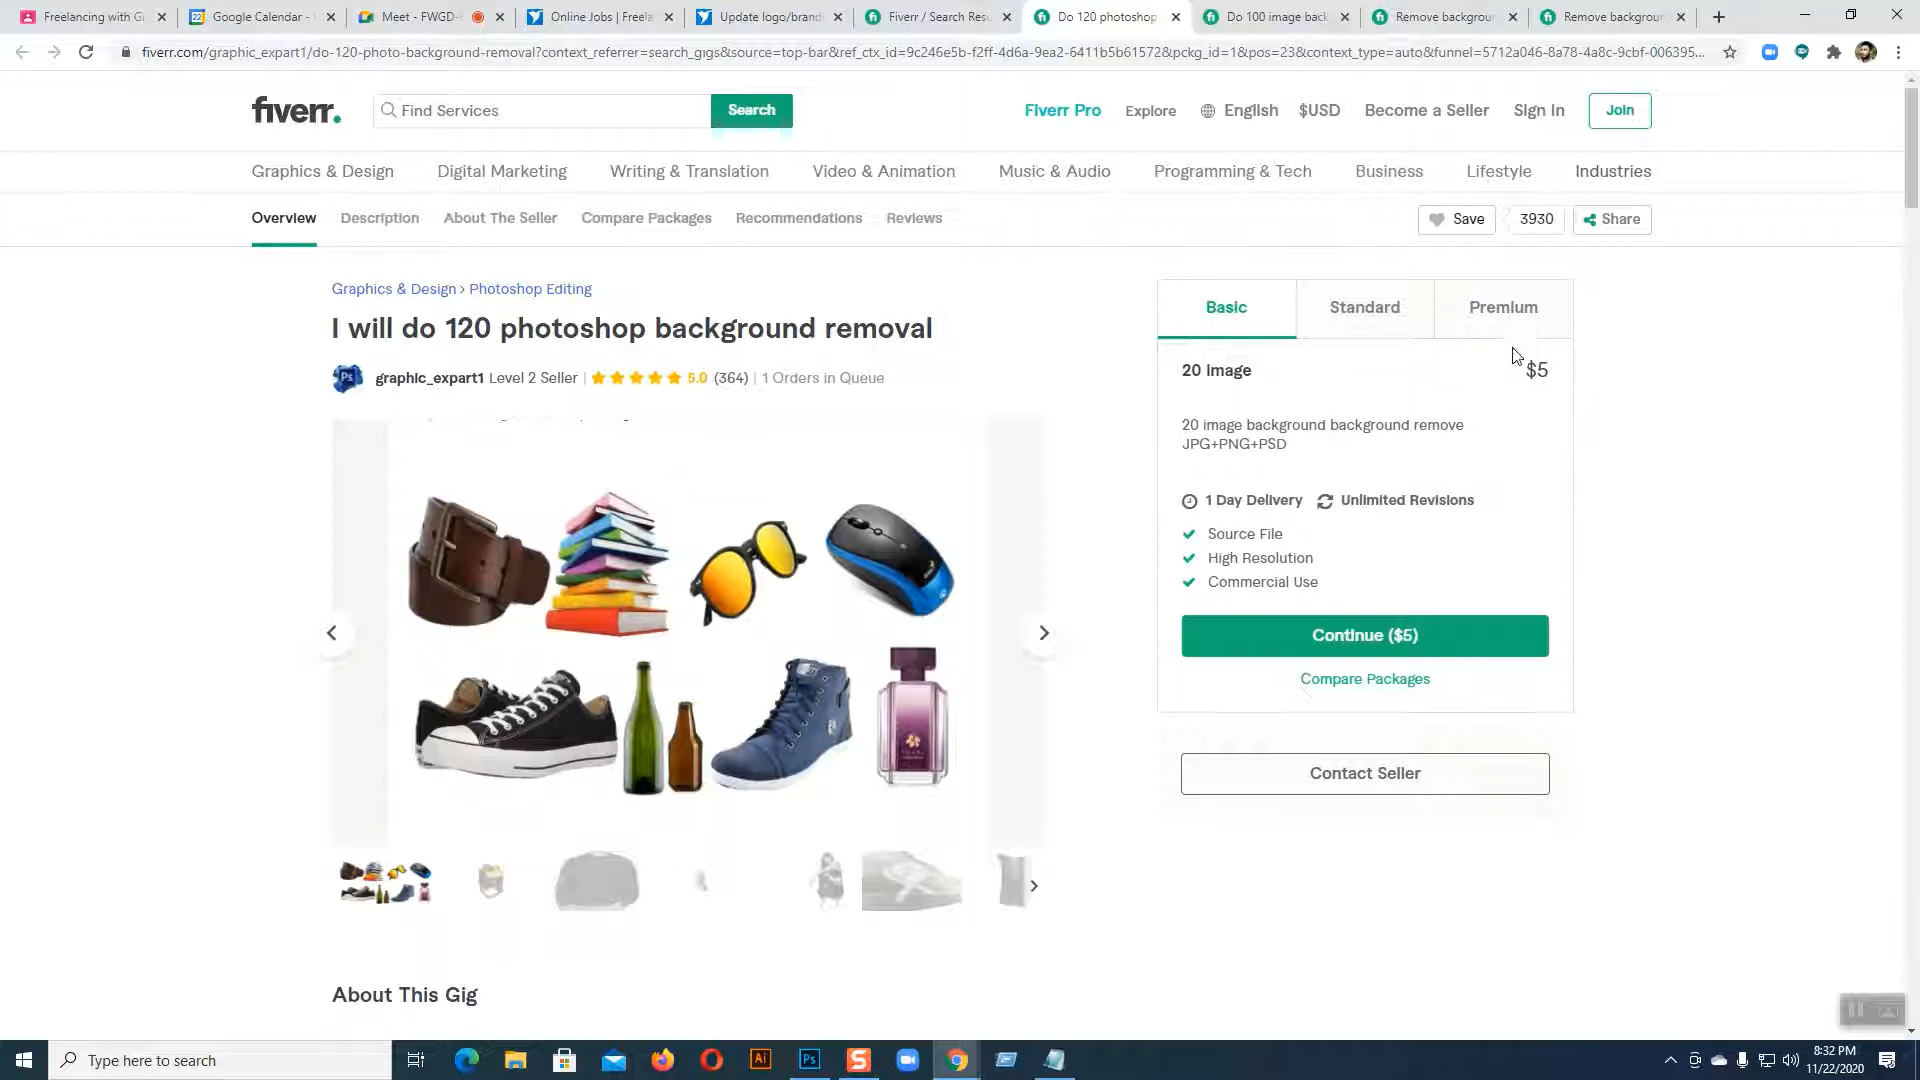 Freelancing with Gr
Google Calendar -
Meet - FWGD-
Online Jobs | Freela
Update logo/brand
Fiverr / Search Resu
Do 120 photoshop
Do 100 image back
Remove backgrour
Remove backgrour
fiverr.com/graphic_expart1/do-120-photo-background-removal?context_referrer=search_gigs&source=top-bar&ref_ctx_id=9c246e5b-f2ff-4d6a-9ea2-6411b5b61572&pckg_id=1&pos=23&context_type=auto&funnel=5712a046-8a78-4a8c-9cbf-006395...
fiverr.
Find Services
Search
Fiverr Pro
Explore
English
$USD
Become a Seller
Sign In
Join
Graphics & Design
Digital Marketing
Writing & Translation
Video & Animation
Music & Audio
Programming & Tech
Business
Lifestyle
Industries
Overview
Description
About The Seller
Compare Packages
Recommendations
Reviews
Save
3930
Share
Graphics & Design › Photoshop Editing
I will do 120 photoshop background removal
Ps
graphic_expart1 Level 2 Seller | 5.0 (364) | 1 Orders in Queue
Basic
Standard
Premium
20 image
$5
20 image background background remove
JPG+PNG+PSD
1 Day Delivery
Unlimited Revisions
Source File
High Resolution
Commercial Use
Continue ($5)
Compare Packages
Contact Seller
About This Gig
Type here to search
Ai
Ps
8:32 PM
11/22/2020